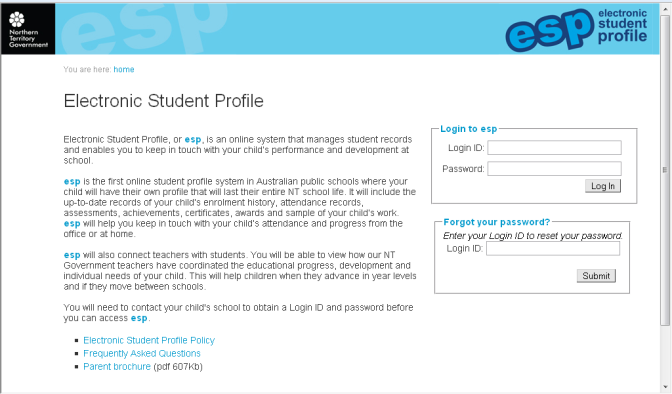 Northern
Territory
Government
esp
esp
electronic
student
profile
You are here: home
Electronic Student Profile
Electronic Student Profile, or esp, is an online system that manages student records
and enables you to keep in touch with your child's performance and development at
school.
esp is the first online student profile system in Australian public schools where your
child will have their own profile that will last their entire NT school life. It will include the
up-to-date records of your child's enrolment history, attendance records,
assessments, achievements, certificates, awards and sample of your child's work.
esp will help you keep in touch with your child's attendance and progress from the
office or at home.
esp will also connect teachers with students. You will be able to view how our NT
Government teachers have coordinated the educational progress, development and
individual needs of your child. This will help children when they advance in year levels
and if they move between schools.
You will need to contact your child's school to obtain a Login ID and password before
you can access esp.
Electronic Student Profile Policy
Frequently Asked Questions
Parent brochure (pdf 607Kb)
Login to esp
Login ID:
Password:
Log In
Forgot your password?
Enter your Login ID to reset your password.
Login ID:
Submit